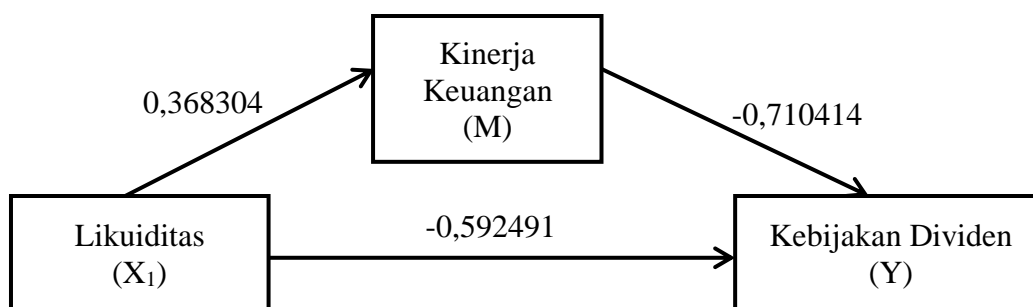 Kinerja
Keuangan
(M)
0,368304
-0,710414
Likuiditas
(X₁)
-0,592491
Kebijakan Dividen
(Y)